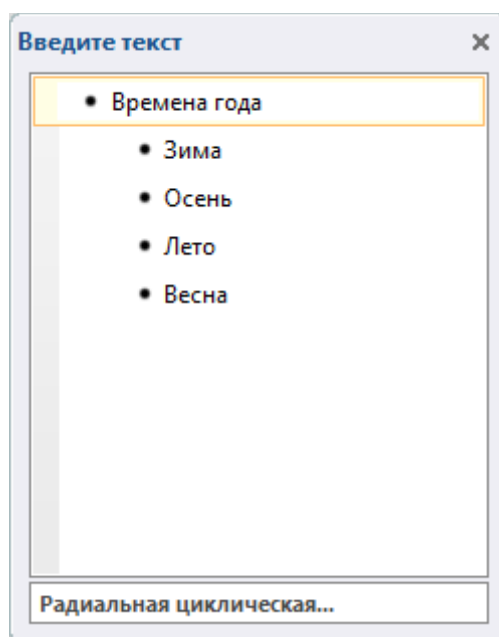 Введите текст
• Времена года
• Зима
• Осень
• Лето
• Весна
Радиальная циклическая...